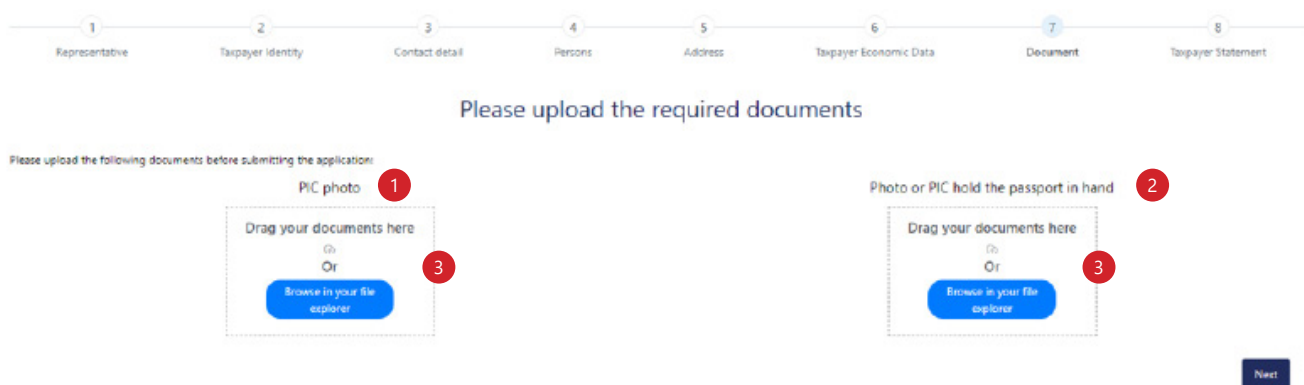 1 2 3 4 5 6 7 8
Representative Taxpayer Identity Contact detail Persons Address Taxpayer Economic Data Document Taxpayer Statement
Please upload the required documents
Please upload the following documents before submitting the application:
PIC photo 1
Photo or PIC hold the passport in hand 2
Drag your documents here
Or
3
Browse in your file
explorer
Drag your documents here
Or
3
Browse in your file
explorer
Next